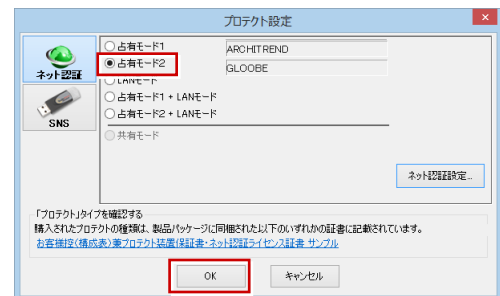 プロテクト設定
占有モード1
ARCHITREND
占有モード2
GLOOBE
LANモード
占有モード1 + LANモード
占有モード2 + LANモード
共有モード
ネット認証
SNS
ネット認証設定...
「プロテクト」タイプを確認する
購入されたプロテクトの種類は、製品パッケージに同梱された以下のいずれかの証書に記載されています。
お客様控(構成表)兼プロテクト装置保証書・ネット認証ライセンス証書 サンプル
OK
キャンセル